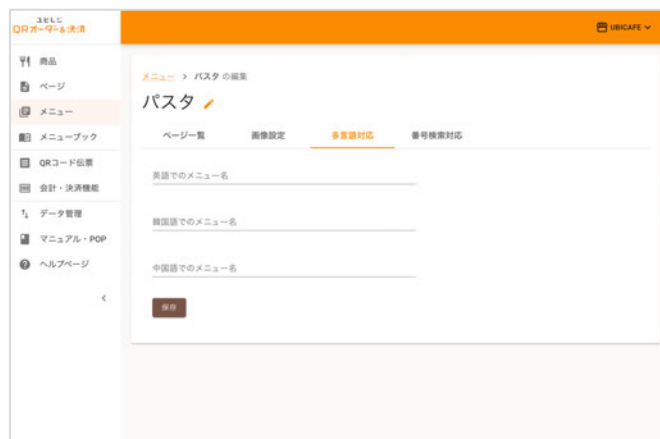 ユビレジ
QRオーダー&決済
UBICAFE
商品
ページ
メニュー
メニューブック
QRコード伝票
会計・決済機能
データ管理
マニュアル・POP
ヘルプページ
メニュー > パスタ の編集
パスタ
ページ一覧 画像設定 多言語対応 番号検索対応
英語でのメニュー名
韓国語でのメニュー名
中国語でのメニュー名
保存